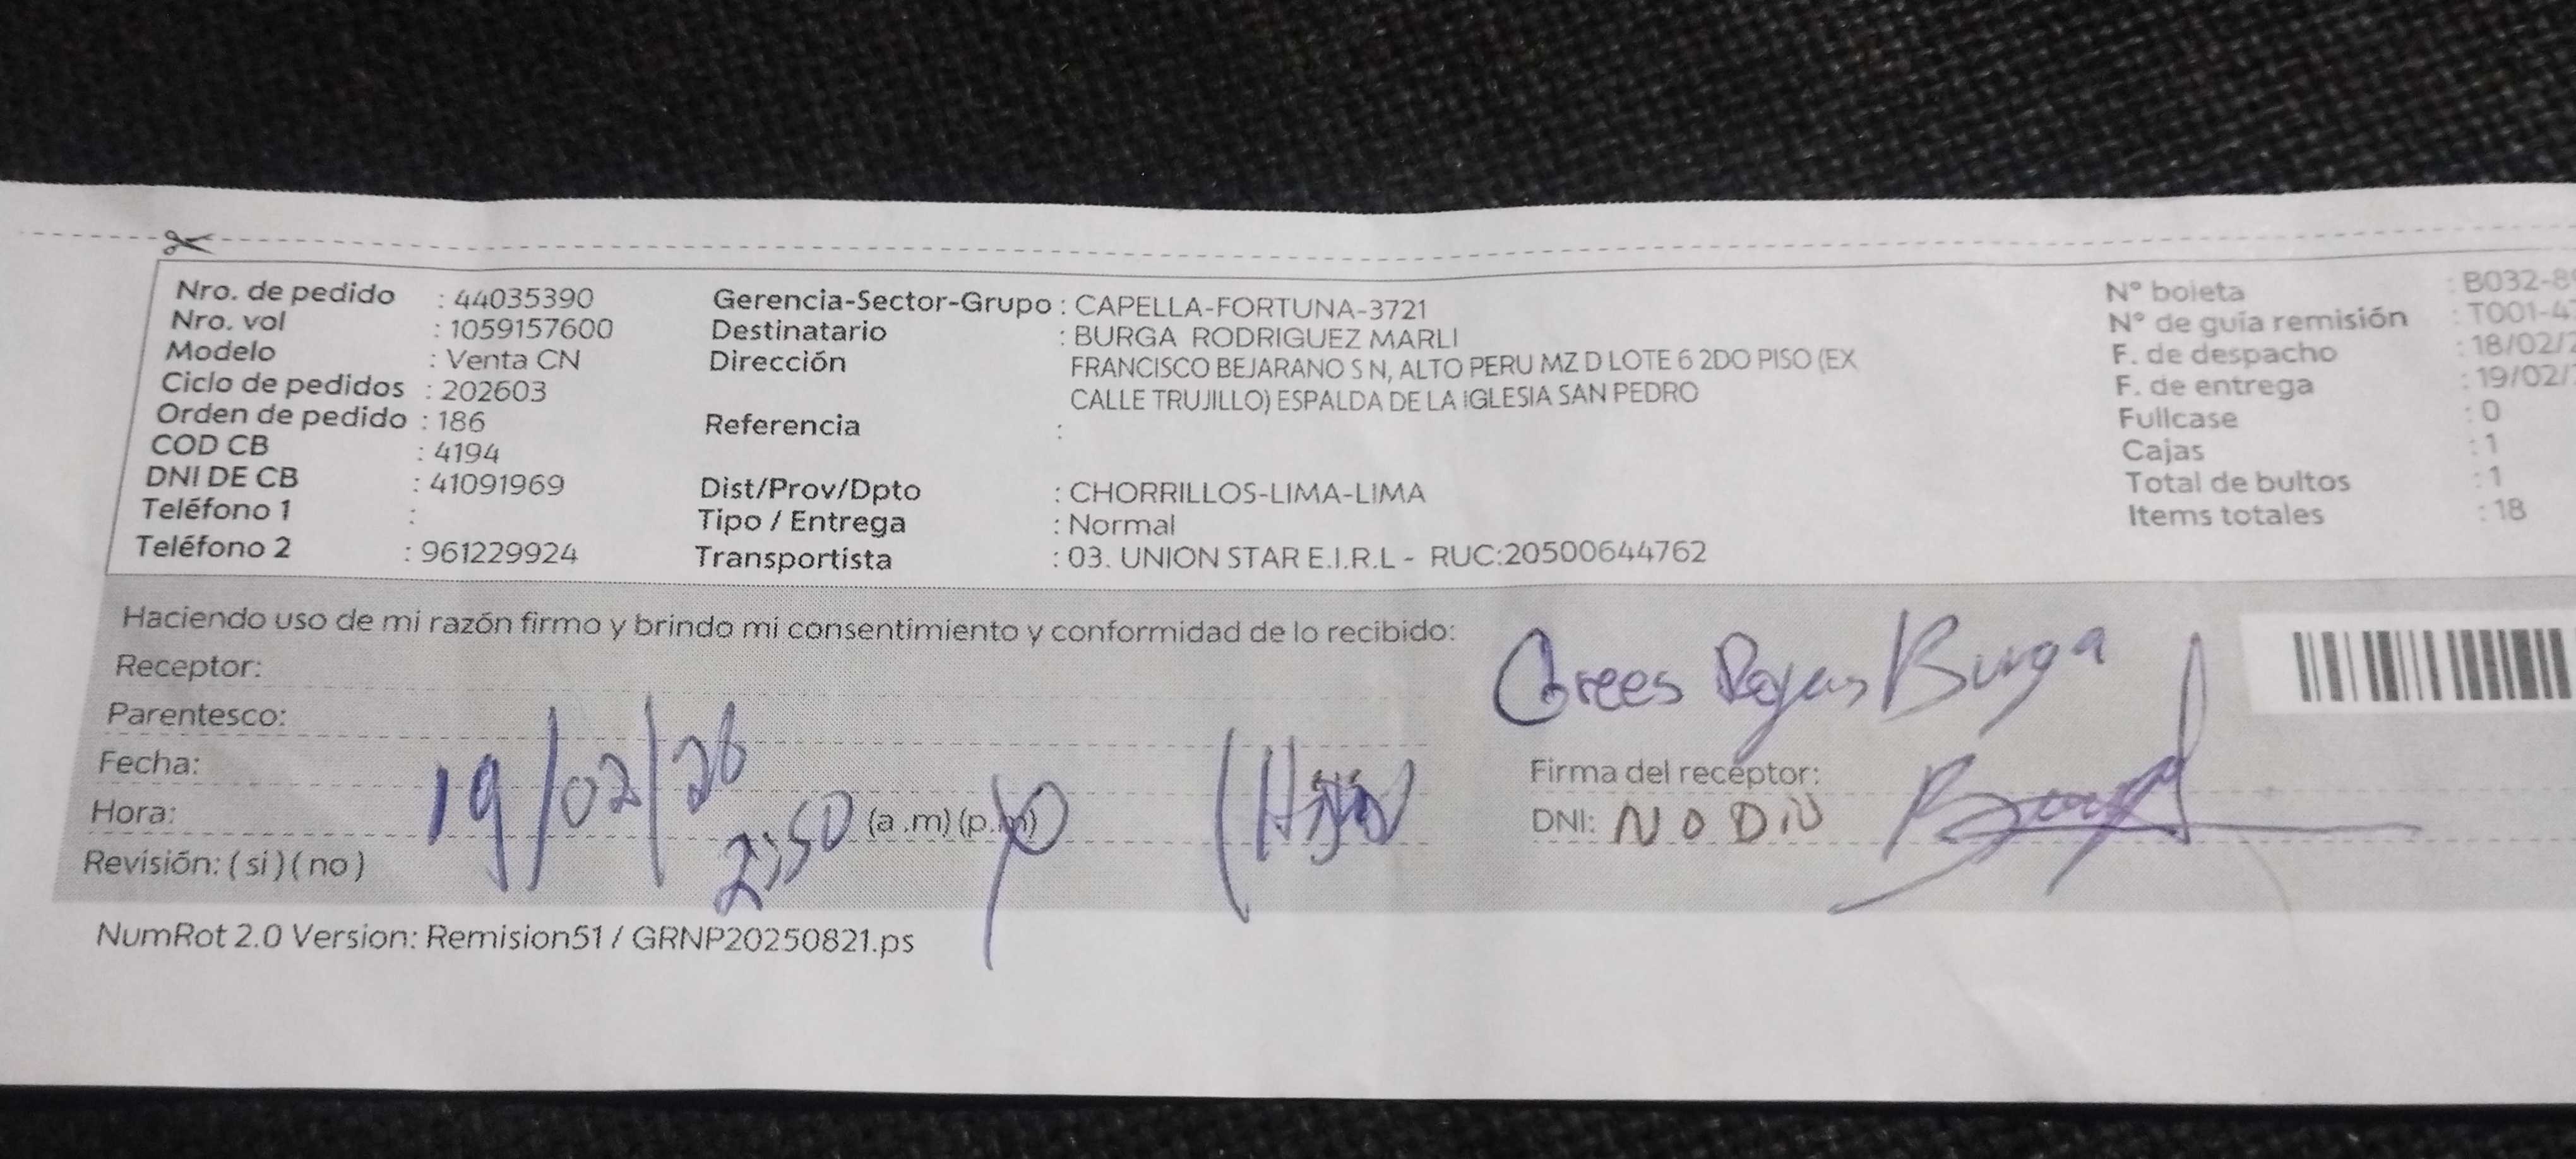 Nro. de pedido : 44035390
Nro. vol : 1059157600
Modelo : Venta CN
Ciclo de pedidos : 202603
Orden de pedido : 186
COD CB : 4194
DNI DE CB : 41091969
Teléfono 1 :
Teléfono 2 : 961229924
Gerencia-Sector-Grupo : CAPELLA-FORTUNA-3721
Destinatario : BURGA RODRIGUEZ MARLI
Dirección FRANCISCO BEJARANO S N, ALTO PERU MZ D LOTE 6 2DO PISO (EX
CALLE TRUJILLO) ESPALDA DE LA IGLESIA SAN PEDRO
Referencia :
Dist/Prov/Dpto : CHORRILLOS-LIMA-LIMA
Tipo / Entrega : Normal
Transportista : 03. UNION STAR E.I.R.L - RUC:20500644762
N° boleta : B032-8
N° de guía remisión : T001-4
F. de despacho : 18/02/
F. de entrega : 19/02/
Fullcase : 0
Cajas : 1
Total de bultos : 1
Items totales : 18
Haciendo uso de mi razón firmo y brindo mi consentimiento y conformidad de lo recibido:
Receptor:
Parentesco:
Fecha: 19/02/26
Hora: 2:50 (a.m) (p.m)
Revisión: ( si ) ( no )
Rojas Burga
Firma del receptor:
DNI: NO DIO
NumRot 2.0 Version: Remision51 / GRNP20250821.ps